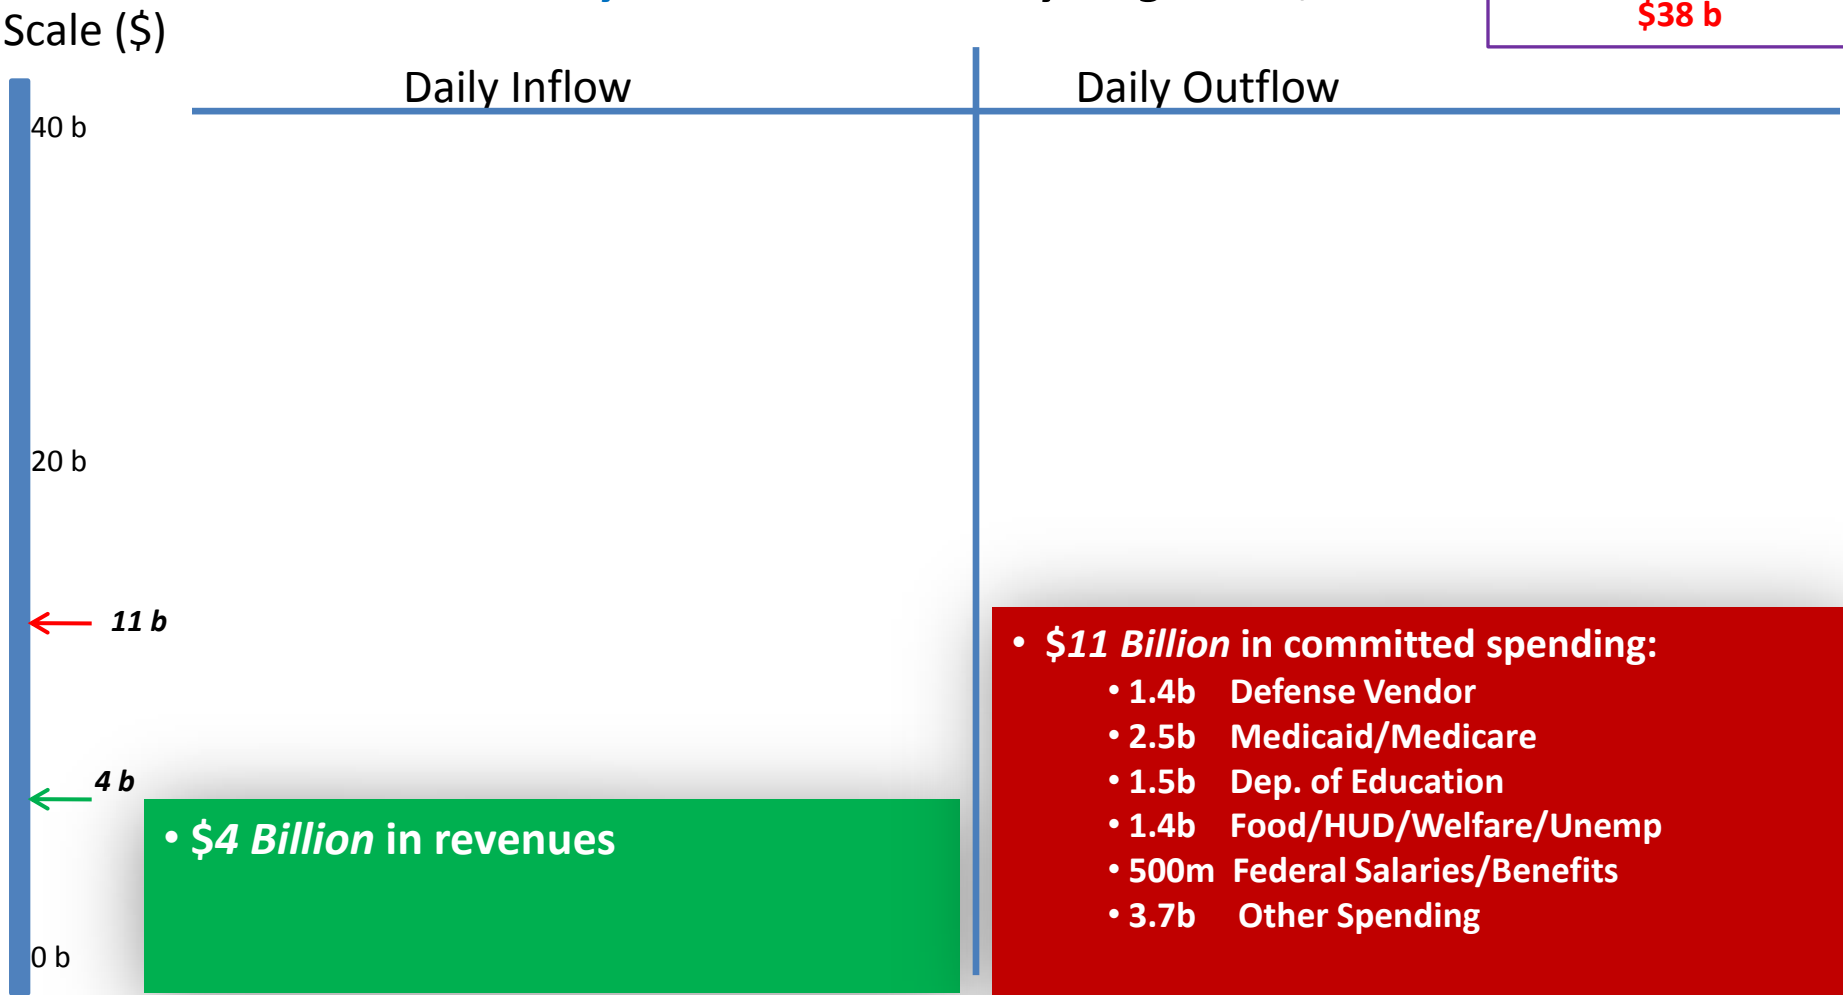 $38 b
Scale ($)
Daily Inflow
Daily Outflow
40 b
20 b
11 b
4 b
0 b
• $4 Billion in revenues
• $11 Billion in committed spending:
• 1.4b Defense Vendor
• 2.5b Medicaid/Medicare
• 1.5b Dep. of Education
• 1.4b Food/HUD/Welfare/Unemp
• 500m Federal Salaries/Benefits
• 3.7b Other Spending